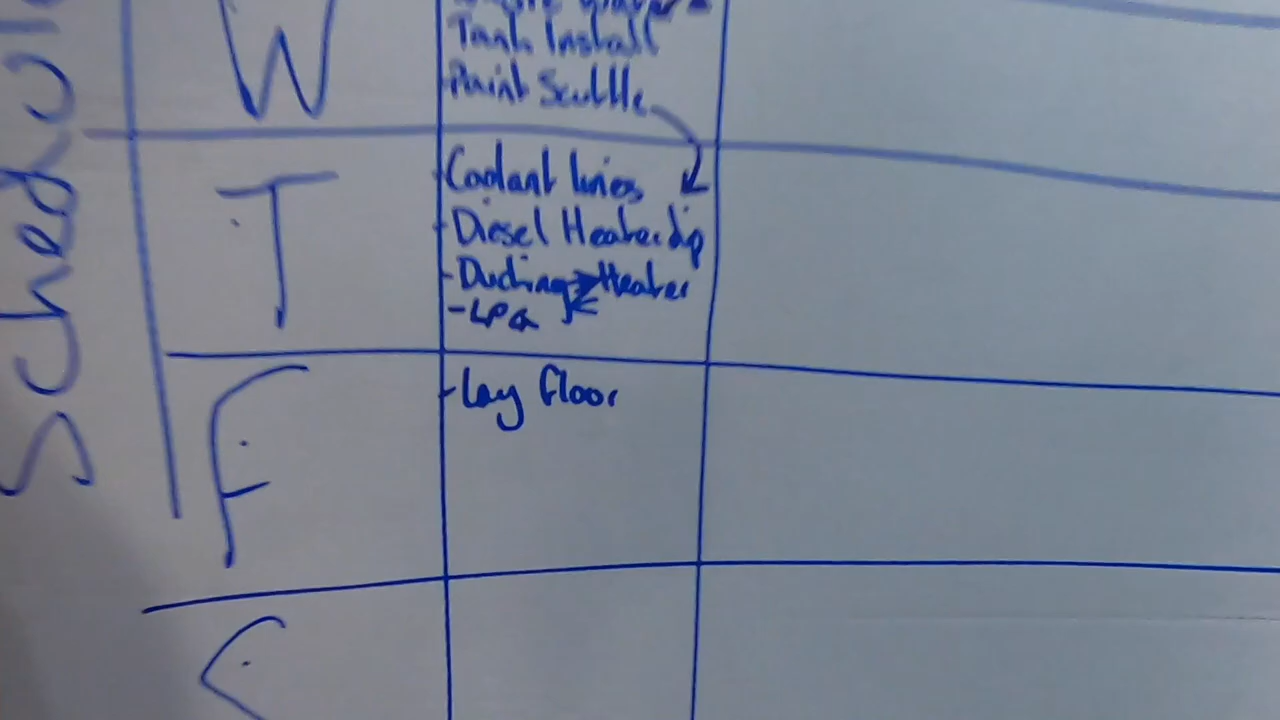 Schedule
W
Tank Install
-Paint Scuttle
T
-Coolant lines
-Diesel Heater dip
-Ducting Heater
-LPG
F
-Lay Floor